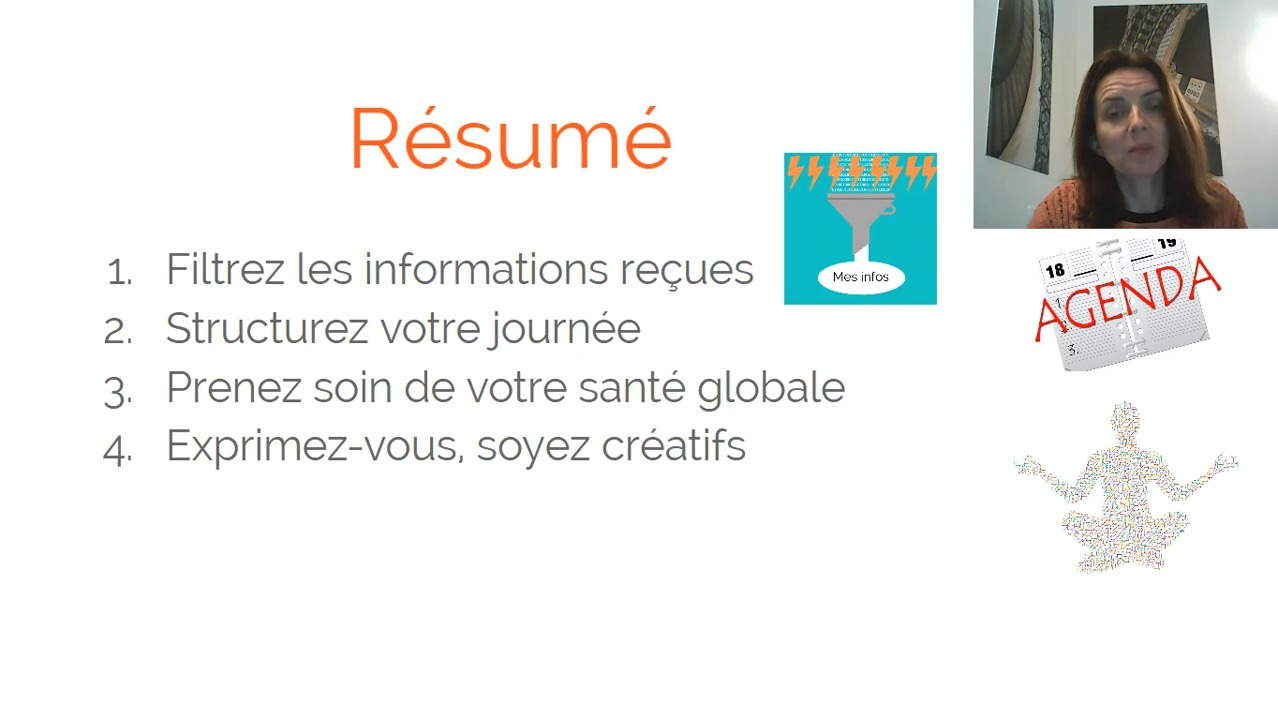 Résumé
1. Filtrez les informations reçues
2. Structurez votre journée
3. Prenez soin de votre santé globale
4. Exprimez-vous, soyez créatifs
Mes infos
18
19
AGENDA
1.
3.